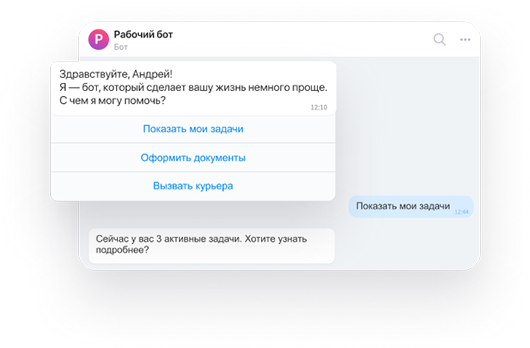 Р
Рабочий бот
Бот
Здравствуйте, Андрей!
Я — бот, который сделает вашу жизнь немного проще.
С чем я могу помочь?
12:10
Показать мои задачи
Оформить документы
Вызвать курьера
Показать мои задачи
12:44
Сейчас у вас 3 активные задачи. Хотите узнать
подробнее?